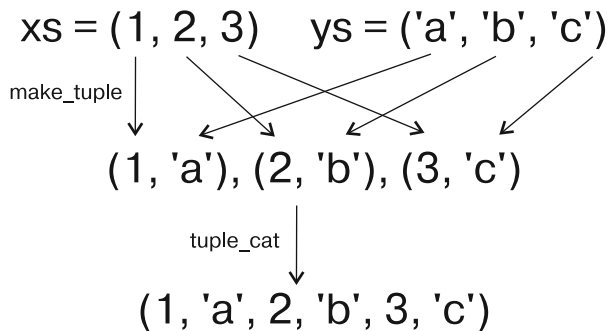 xs = (1, 2, 3) ys = ('a', 'b', 'c')
make_tuple
(1, 'a'), (2, 'b'), (3, 'c')
tuple_cat
(1, 'a', 2, 'b', 3, 'c')